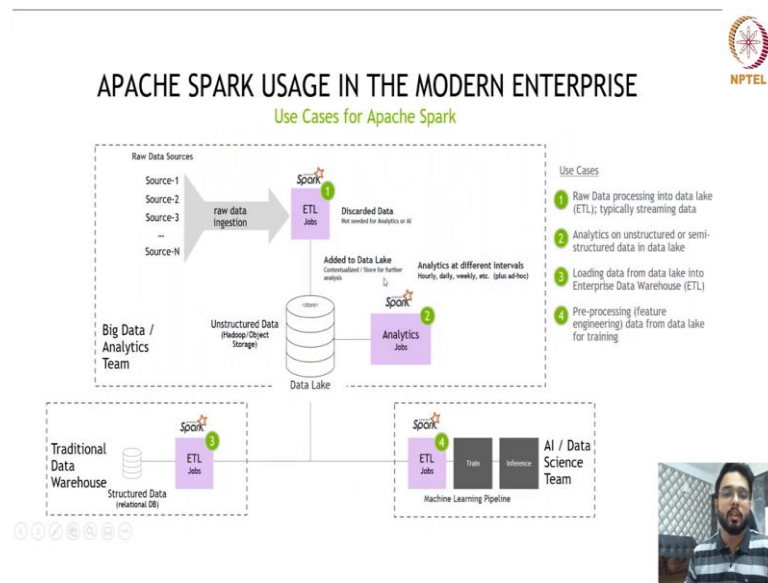 NPTEL
APACHE SPARK USAGE IN THE MODERN ENTERPRISE
Use Cases for Apache Spark
Raw Data Sources
Source-1
Source-2
Source-3
...
Source-N
raw data
ingestion
Spark
1
ETL
Jobs
Discarded Data
Not needed for Analytics or AI
Added to Data Lake
Contextualized / Store for further
analysis
Analytics at different intervals
Hourly, daily, weekly, etc. (plus ad-hoc)
Spark
2
Analytics
Jobs
<store>
Unstructured Data
(Hadoop/Object
Storage)
Data Lake
Big Data /
Analytics
Team
Use Cases
1 Raw Data processing into data lake
(ETL); typically streaming data
2 Analytics on unstructured or semi-
structured data in data lake
3 Loading data from data lake into
Enterprise Data Warehouse (ETL)
4 Pre-processing (feature
engineering) data from data lake
for training
Traditional
Data
Warehouse
Structured Data
(relational DB)
Spark
3
ETL
Jobs
Spark
4
ETL
Jobs
Train
Inference
Machine Learning Pipeline
AI / Data
Science
Team